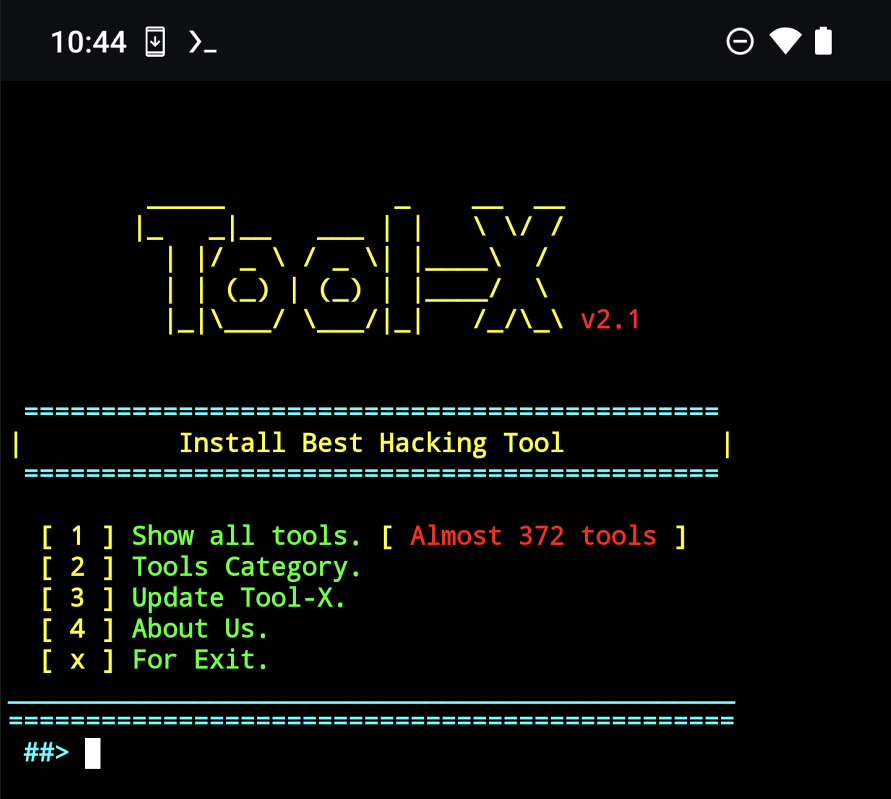 10:44
Tool-X v2.1
============================================
| Install Best Hacking Tool |
============================================
[ 1 ] Show all tools. [ Almost 372 tools ]
[ 2 ] Tools Category.
[ 3 ] Update Tool-X.
[ 4 ] About Us.
[ x ] For Exit.
============================================
##>